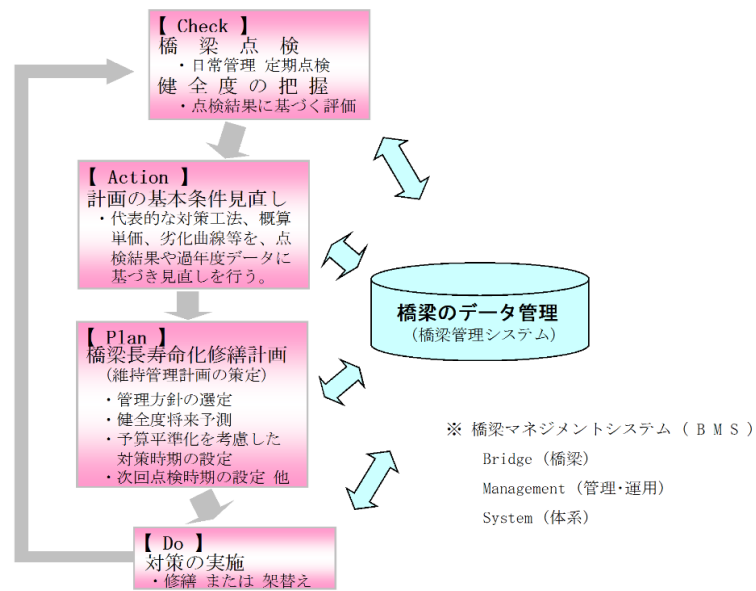 【 Check 】
橋 梁 点 検
・日常管理 定期点検
健 全 度 の 把 握
・点検結果に基づく評価
【 Action 】
計画の基本条件見直し
・代表的な対策工法、概算
単価、劣化曲線等を、点
検結果や過年度データに
基づき見直しを行う。
【 Plan 】
橋梁長寿命化修繕計画
(維持管理計画の策定)
・管理方針の選定
・健全度将来予測
・予算平準化を考慮した
対策時期の設定
・次回点検時期の設定 他
【 Do 】
対策の実施
・修繕 または 架替え
橋梁のデータ管理
(橋梁管理システム)
※ 橋梁マネジメントシステム ( B M S )
Bridge (橋梁)
Management (管理・運用)
System (体系)